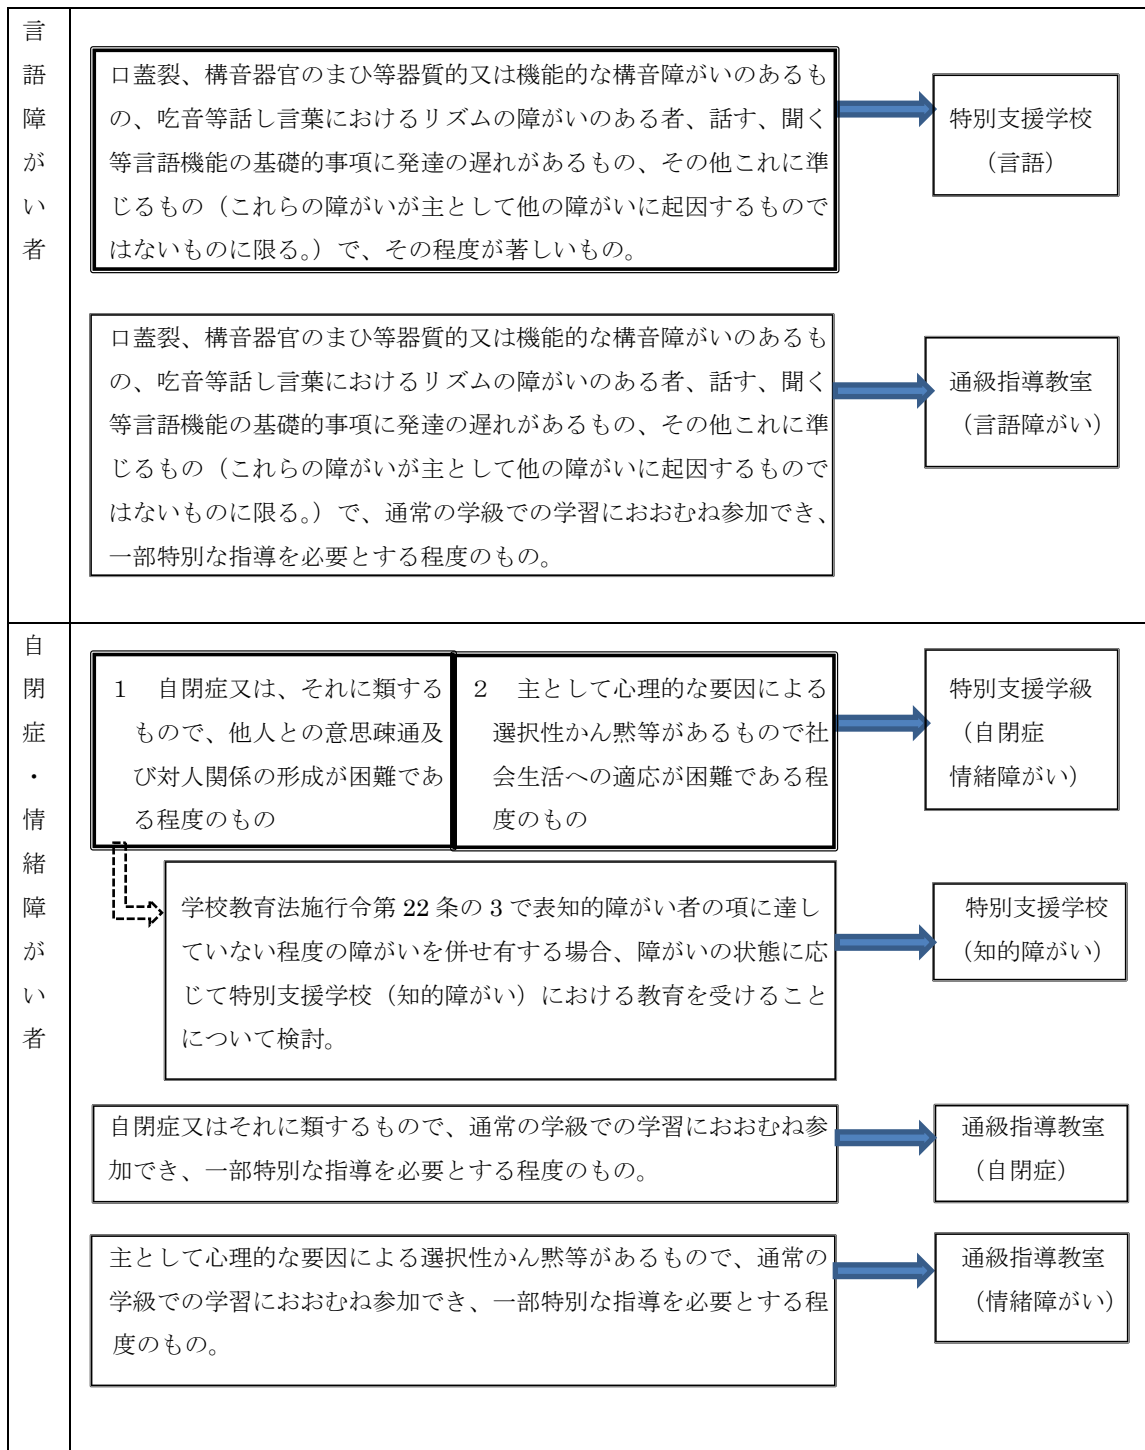 言語障がい者
口蓋裂、構音器官のまひ等器質的又は機能的な構音障がいのあるも
の、吃音等話し言葉におけるリズムの障がいのある者、話す、聞く
等言語機能の基礎的事項に発達の遅れがあるもの、その他これに準
じるもの（これらの障がいが主として他の障がいに起因するもので
はないものに限る。）で、その程度が著しいもの。
特別支援学校
（言語）
口蓋裂、構音器官のまひ等器質的又は機能的な構音障がいのあるも
の、吃音等話し言葉におけるリズムの障がいのある者、話す、聞く
等言語機能の基礎的事項に発達の遅れがあるもの、その他これに準
じるもの（これらの障がいが主として他の障がいに起因するもので
はないものに限る。）で、通常の学級での学習におおむね参加でき、
一部特別な指導を必要とする程度のもの。
通級指導教室
（言語障がい）
自閉症・情緒障がい者
１　自閉症又は、それに類する
もので、他人との意思疎通及
び対人関係の形成が困難であ
る程度のもの
２　主として心理的な要因による
選択性かん黙等があるもので社
会生活への適応が困難である程
度のもの
特別支援学級
（自閉症
情緒障がい）
学校教育法施行令第 22 条の 3 で表知的障がい者の項に達し
ていない程度の障がいを併せ有する場合、障がいの状態に応
じて特別支援学校（知的障がい）における教育を受けること
について検討。
特別支援学校
（知的障がい）
自閉症又はそれに類するもので、通常の学級での学習におおむね参
加でき、一部特別な指導を必要とする程度のもの。
通級指導教室
（自閉症）
主として心理的な要因による選択性かん黙等があるもので、通常の
学級での学習におおむね参加でき、一部特別な指導を必要とする程
度のもの。
通級指導教室
（情緒障がい）